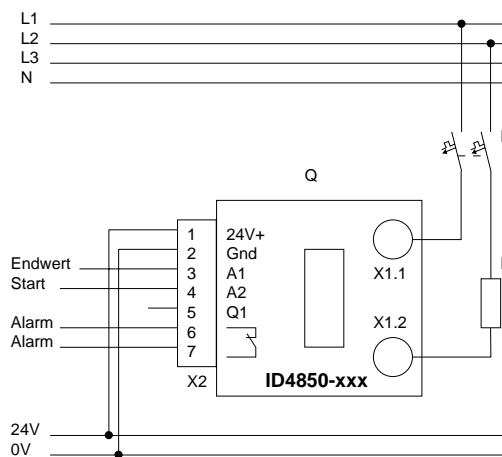 L1
L2
L3
N
Q
1 24V+
2 Gnd
Endwert 3 A1
Start 4 A2
5 Q1
Alarm 6
Alarm 7
X1.1
X1.2
X2 ID4850-xxx
24V
0V